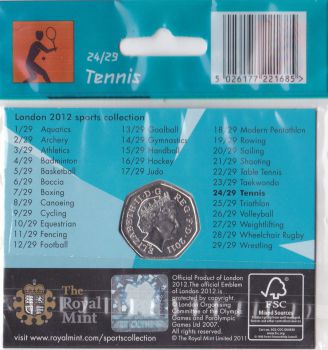 24/29
Tennis
5 026177 221685 >
London 2012 sports collection
1/29 Aquatics
2/29 Archery
3/29 Athletics
4/29 Badminton
5/29 Basketball
6/29 Boccia
7/29 Boxing
8/29 Canoeing
9/29 Cycling
10/29 Equestrian
11/29 Fencing
12/29 Football
13/29 Goalball
14/29 Gymnastics
15/29 Handball
16/29 Hockey
17/29 Judo
18/29 Modern Pentathlon
19/29 Rowing
20/29 Sailing
21/29 Shooting
22/29 Table Tennis
23/29 Taekwondo
24/29 Tennis
25/29 Triathlon
26/29 Volleyball
27/29 Weightlifting
28/29 Wheelchair Rugby
29/29 Wrestling
ELIZABETH II D G REG F D 2011
The
Royal
Mint
www.royalmint.com
/sportscollection
Official Product of London
2012. The official Emblem
of London 2012 is
© London Organising
Committee of the Olympic
Games and Paralympic
Games Ltd 2007.
All rights reserved.
© The Royal Mint Limited 2011
FSC
Mixed Sources